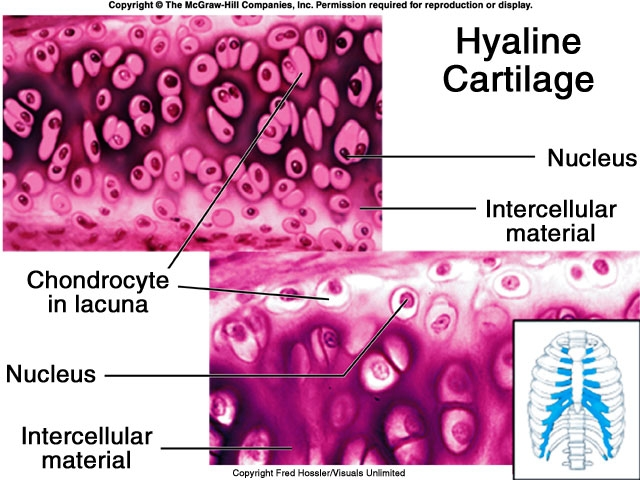 Copyright © The McGraw-Hill Companies, Inc. Permission required for reproduction or display.
Hyaline
Cartilage
Nucleus
Intercellular
material
Chondrocyte
in lacuna
Nucleus
Intercellular
material
Copyright Fred Hossler/Visuals Unlimited